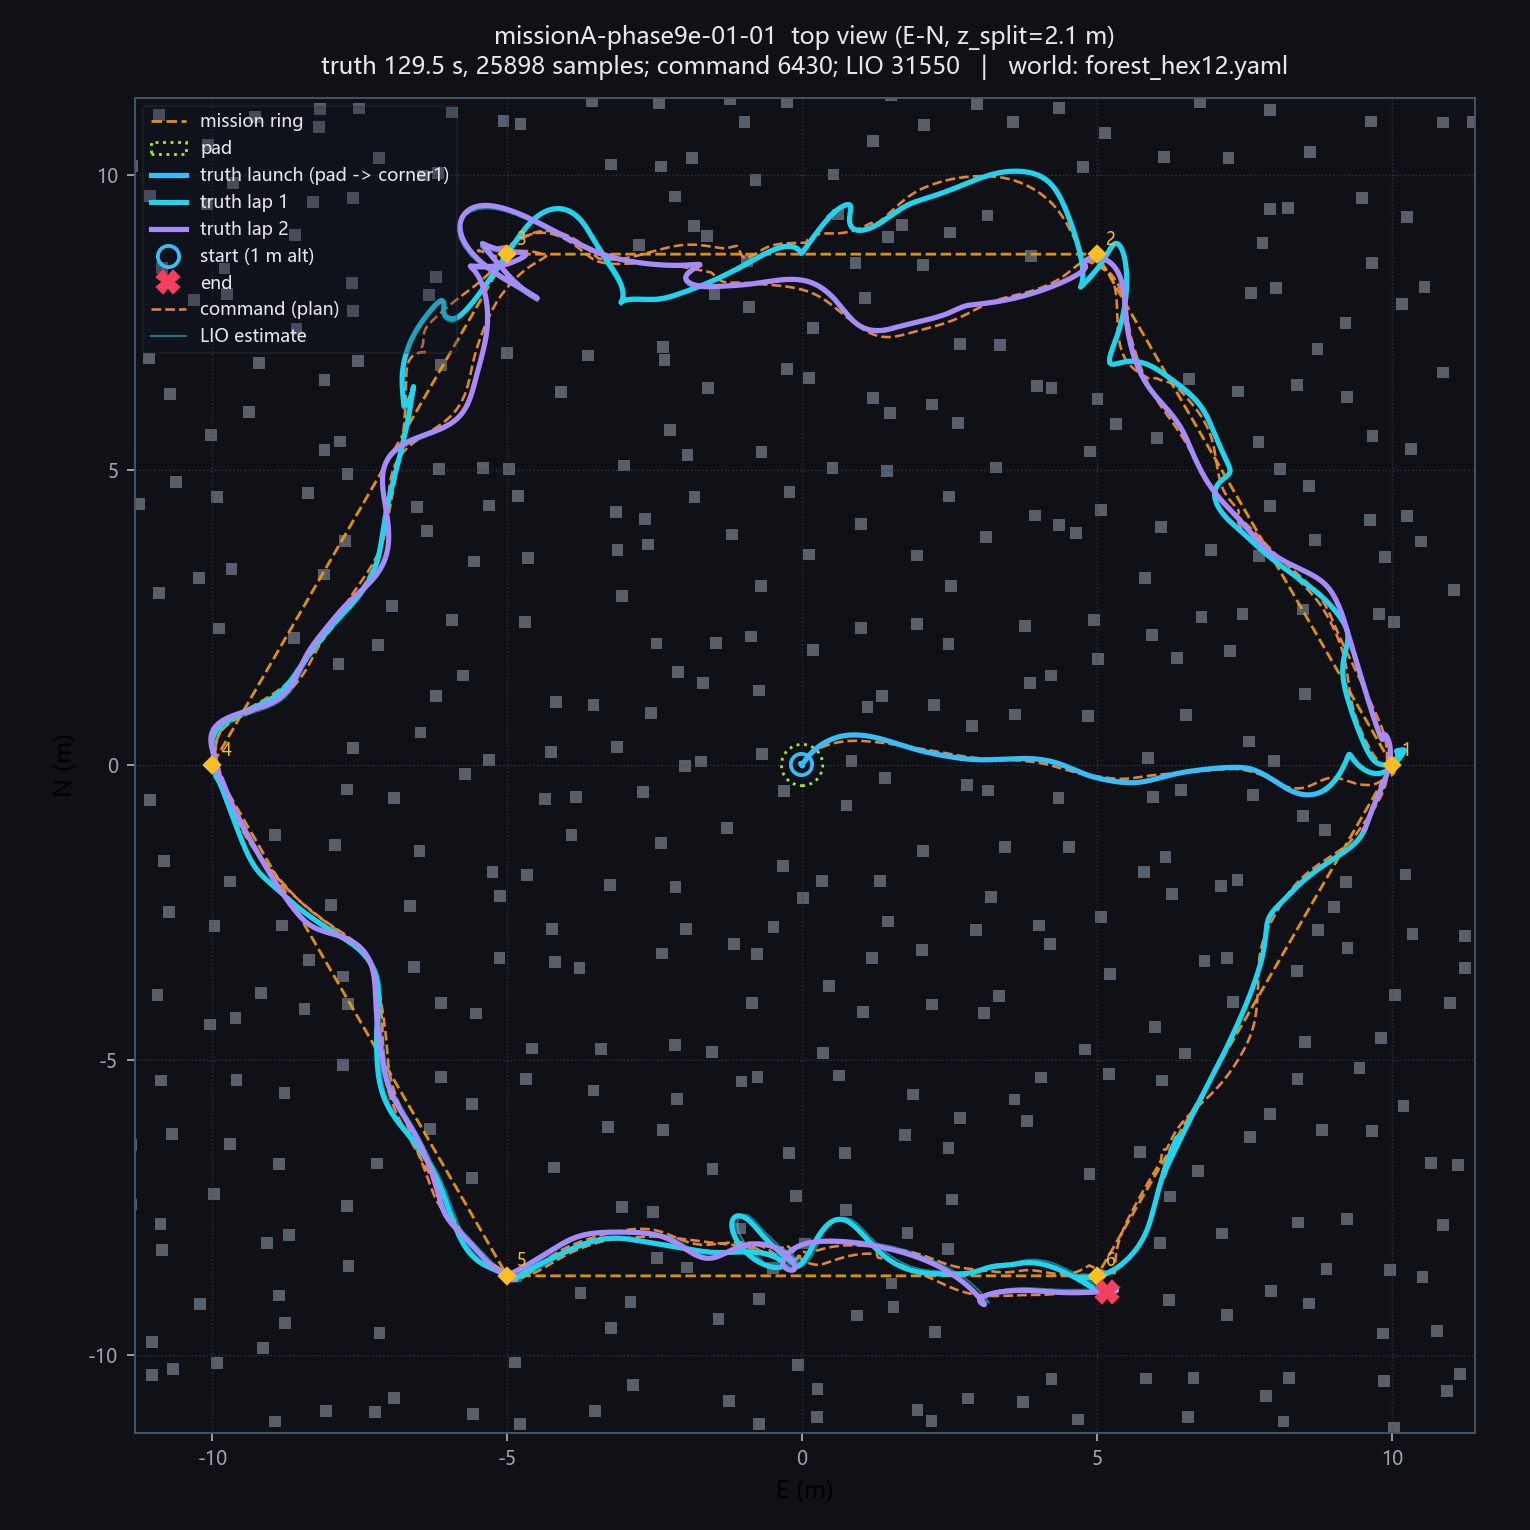 missionA-phase9e-01-01  top view (E-N, z_split=2.1 m)
truth 129.5 s, 25898 samples; command 6430; LIO 31550   |   world: forest_hex12.yaml
mission ring
pad
truth launch (pad -> corner1)
truth lap 1
truth lap 2
start (1 m alt)
end
command (plan)
LIO estimate
3
2
4
1
5
6
10
5
0
-5
-10
N (m)
-10
-5
0
5
10
E (m)